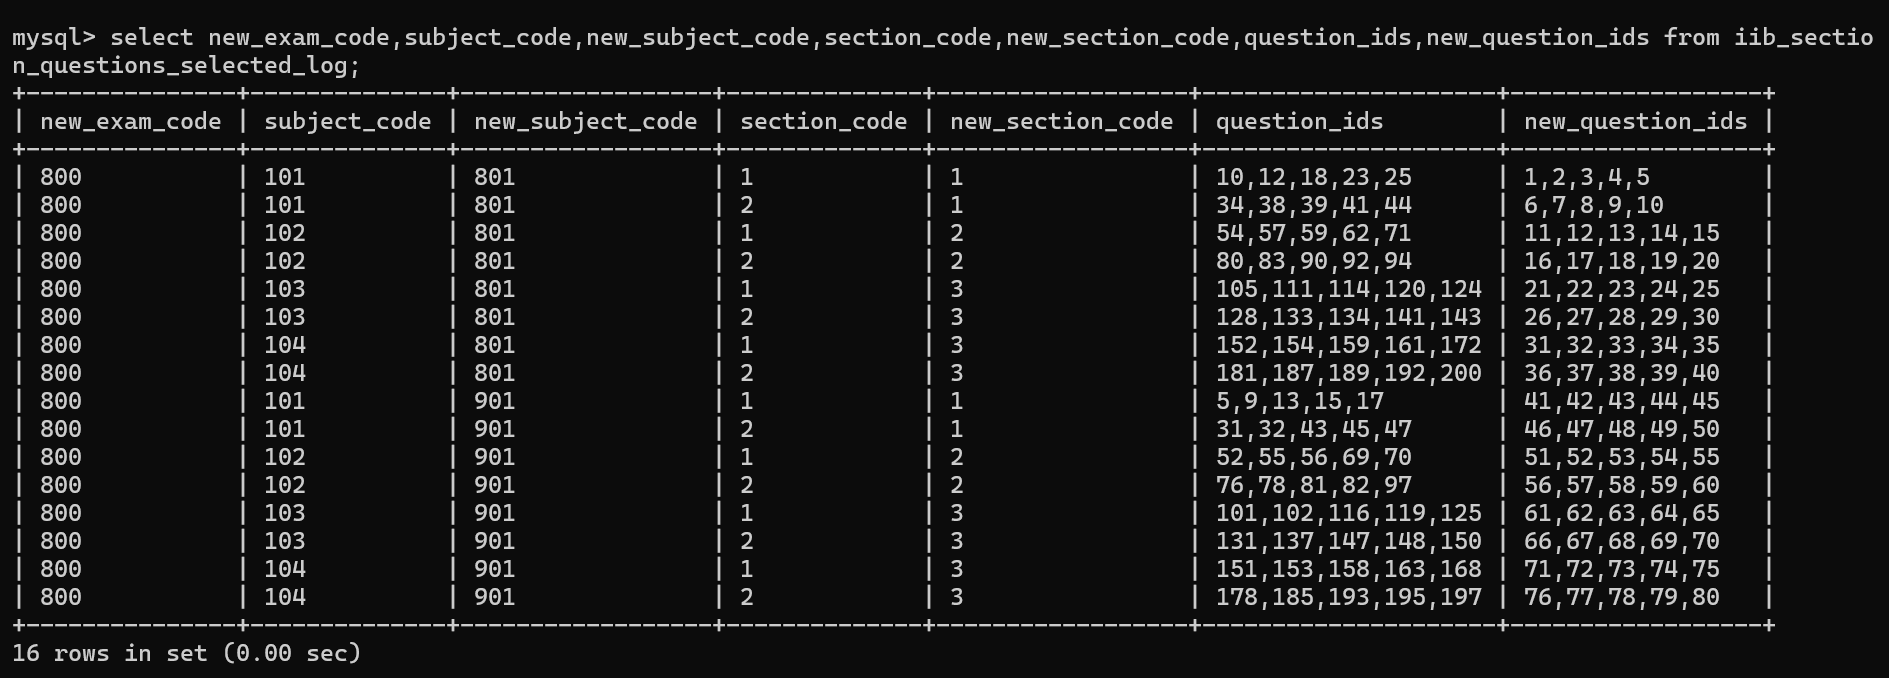 mysql> select new_exam_code,subject_code,new_subject_code,section_code,new_section_code,question_ids,new_question_ids from iib_sectio
n_questions_selected_log;
+---------------+--------------+------------------+--------------+------------------+---------------------+------------------+
| new_exam_code | subject_code | new_subject_code | section_code | new_section_code | question_ids        | new_question_ids |
+---------------+--------------+------------------+--------------+------------------+---------------------+------------------+
| 800           | 101          | 801              | 1            | 1                | 10,12,18,23,25      | 1,2,3,4,5        |
| 800           | 101          | 801              | 2            | 1                | 34,38,39,41,44      | 6,7,8,9,10       |
| 800           | 102          | 801              | 1            | 2                | 54,57,59,62,71      | 11,12,13,14,15   |
| 800           | 102          | 801              | 2            | 2                | 80,83,90,92,94      | 16,17,18,19,20   |
| 800           | 103          | 801              | 1            | 3                | 105,111,114,120,124 | 21,22,23,24,25   |
| 800           | 103          | 801              | 2            | 3                | 128,133,134,141,143 | 26,27,28,29,30   |
| 800           | 104          | 801              | 1            | 3                | 152,154,159,161,172 | 31,32,33,34,35   |
| 800           | 104          | 801              | 2            | 3                | 181,187,189,192,200 | 36,37,38,39,40   |
| 800           | 101          | 901              | 1            | 1                | 5,9,13,15,17        | 41,42,43,44,45   |
| 800           | 101          | 901              | 2            | 1                | 31,32,43,45,47      | 46,47,48,49,50   |
| 800           | 102          | 901              | 1            | 2                | 52,55,56,69,70      | 51,52,53,54,55   |
| 800           | 102          | 901              | 2            | 2                | 76,78,81,82,97      | 56,57,58,59,60   |
| 800           | 103          | 901              | 1            | 3                | 101,102,116,119,125 | 61,62,63,64,65   |
| 800           | 103          | 901              | 2            | 3                | 131,137,147,148,150 | 66,67,68,69,70   |
| 800           | 104          | 901              | 1            | 3                | 151,153,158,163,168 | 71,72,73,74,75   |
| 800           | 104          | 901              | 2            | 3                | 178,185,193,195,197 | 76,77,78,79,80   |
+---------------+--------------+------------------+--------------+------------------+---------------------+------------------+
16 rows in set (0.00 sec)